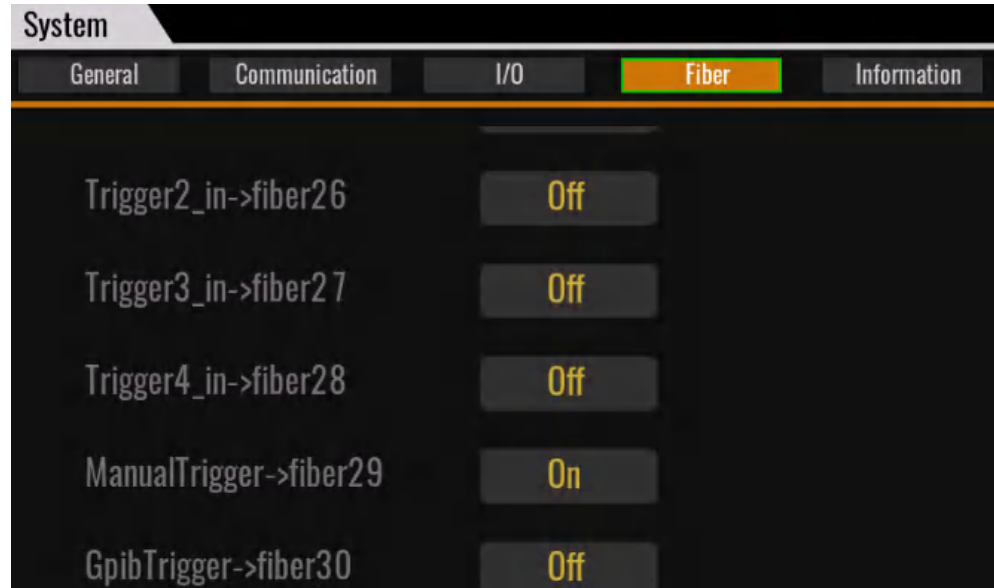 System
General Communication I/O Fiber Information
Trigger2_in->fiber26 Off
Trigger3_in->fiber27 Off
Trigger4_in->fiber28 Off
ManualTrigger->fiber29 On
GpibTrigger->fiber30 Off